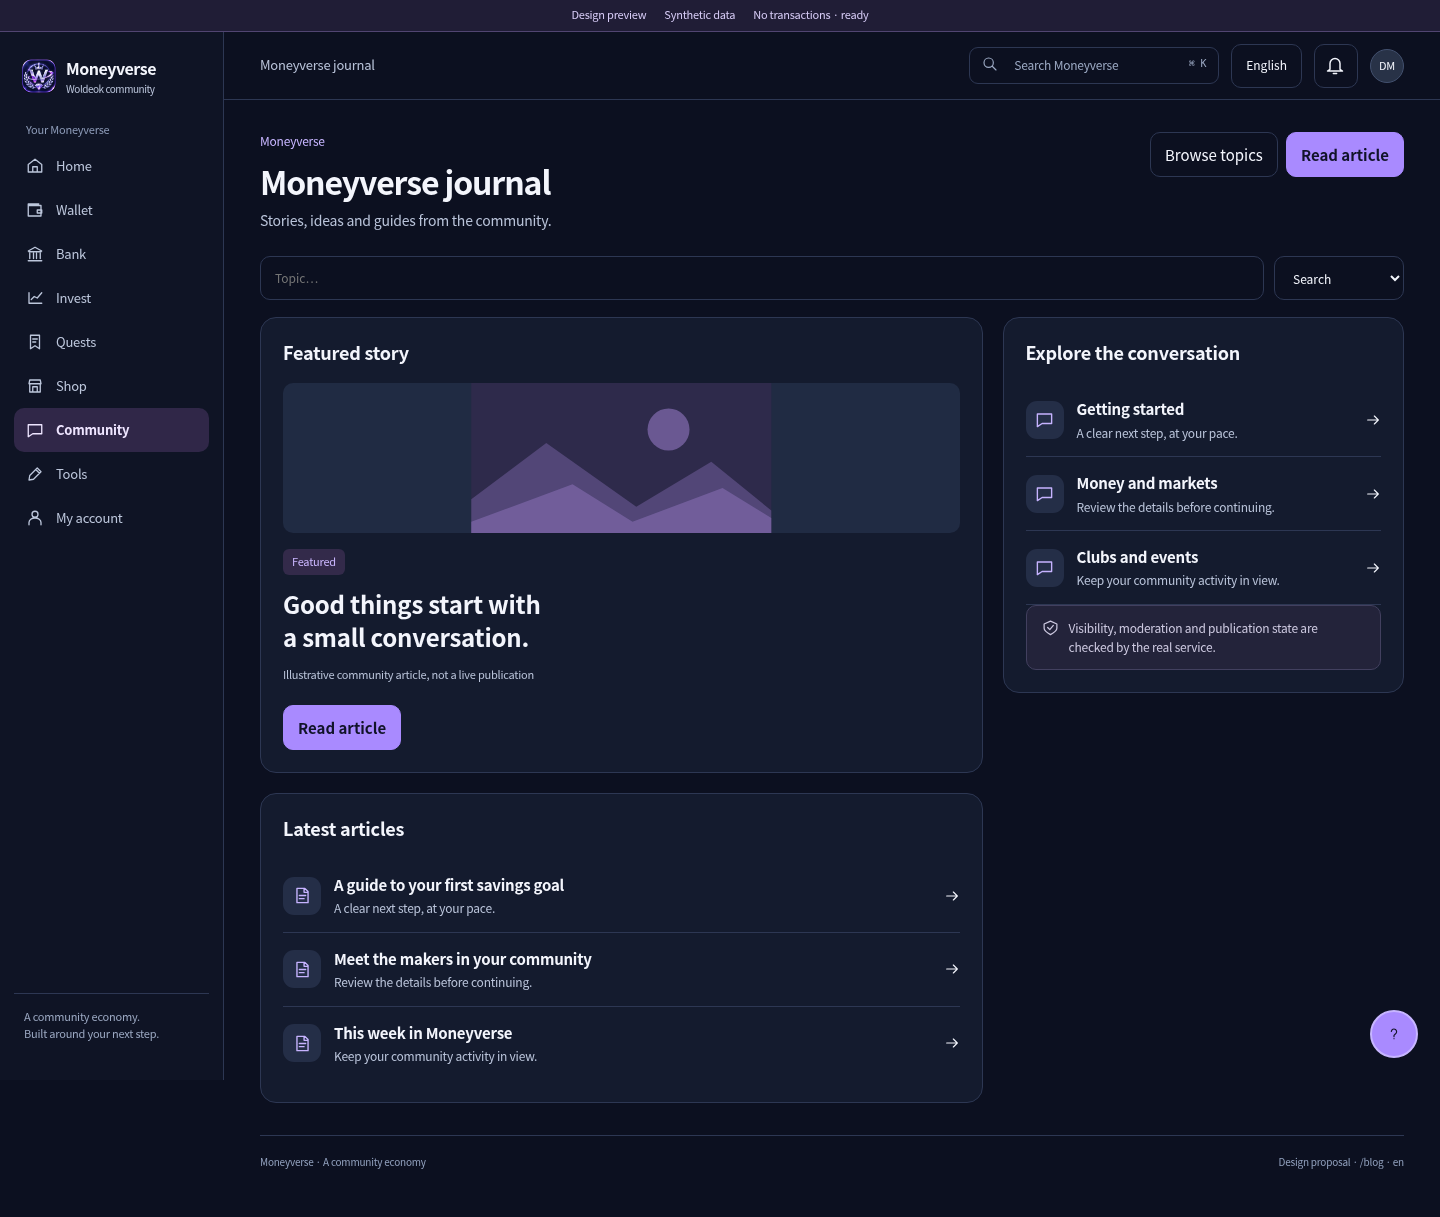 Design preview Synthetic data No transactions · ready
Moneyverse
Woldeok community
Your Moneyverse
Home
Wallet
Bank
Invest
Quests
Shop
Community
Tools
My account
A community economy.
Built around your next step.
Moneyverse journal
Search Moneyverse ⌘ K
English
DM
Moneyverse
Moneyverse journal
Stories, ideas and guides from the community.
Browse topics
Read article
Topic…
Search
Featured story
Featured
Good things start with
a small conversation.
Illustrative community article, not a live publication
Read article
Explore the conversation
Getting started
A clear next step, at your pace.
Money and markets
Review the details before continuing.
Clubs and events
Keep your community activity in view.
Visibility, moderation and publication state are
checked by the real service.
Latest articles
A guide to your first savings goal
A clear next step, at your pace.
Meet the makers in your community
Review the details before continuing.
This week in Moneyverse
Keep your community activity in view.
?
Moneyverse · A community economy
Design proposal · /blog · en